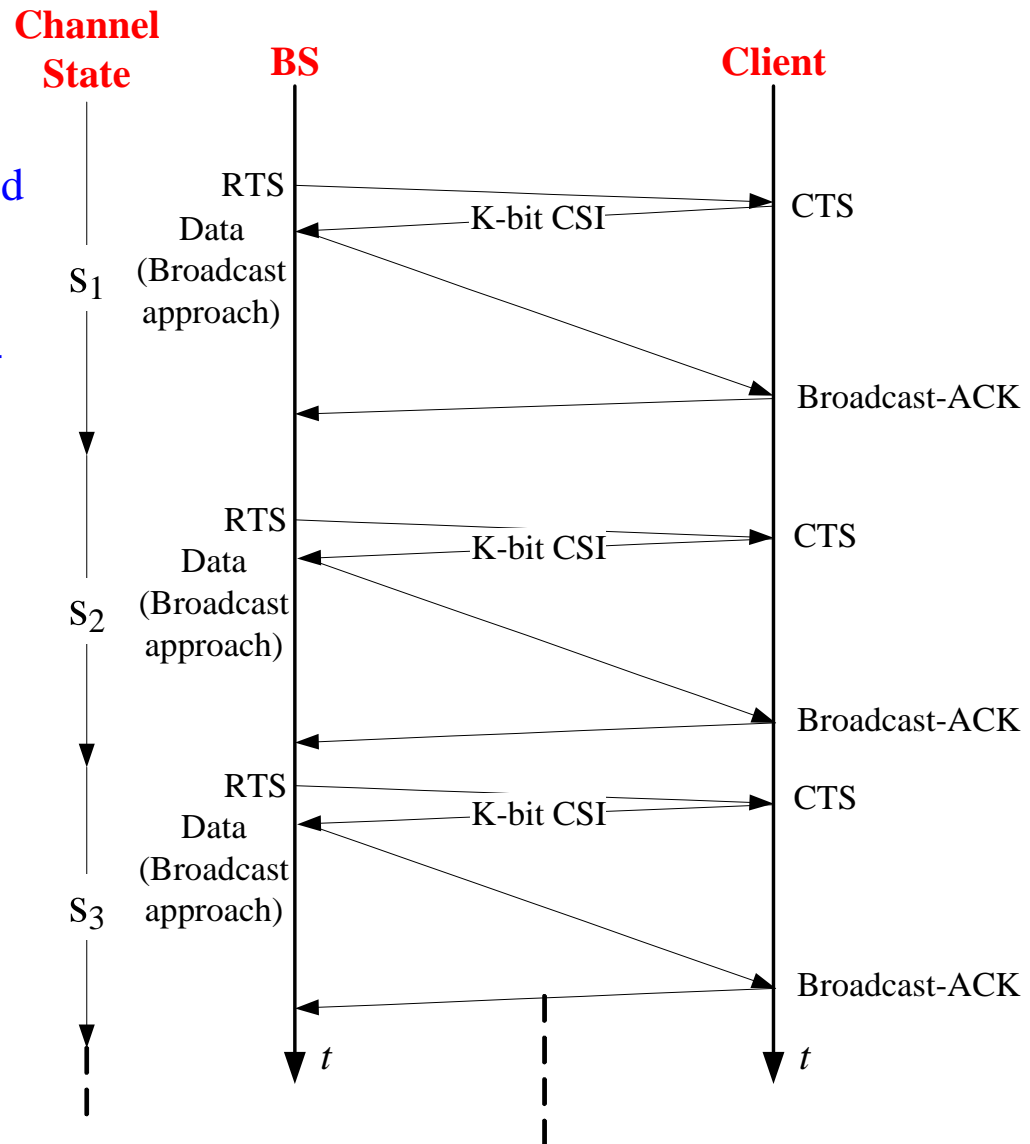 Channel
State
BS
Client
d
RTS
CTS
K-bit CSI
Data
(Broadcast
approach)
S1
Broadcast-ACK
RTS
CTS
K-bit CSI
Data
(Broadcast
approach)
S2
Broadcast-ACK
RTS
CTS
K-bit CSI
Data
(Broadcast
approach)
S3
Broadcast-ACK
t
t